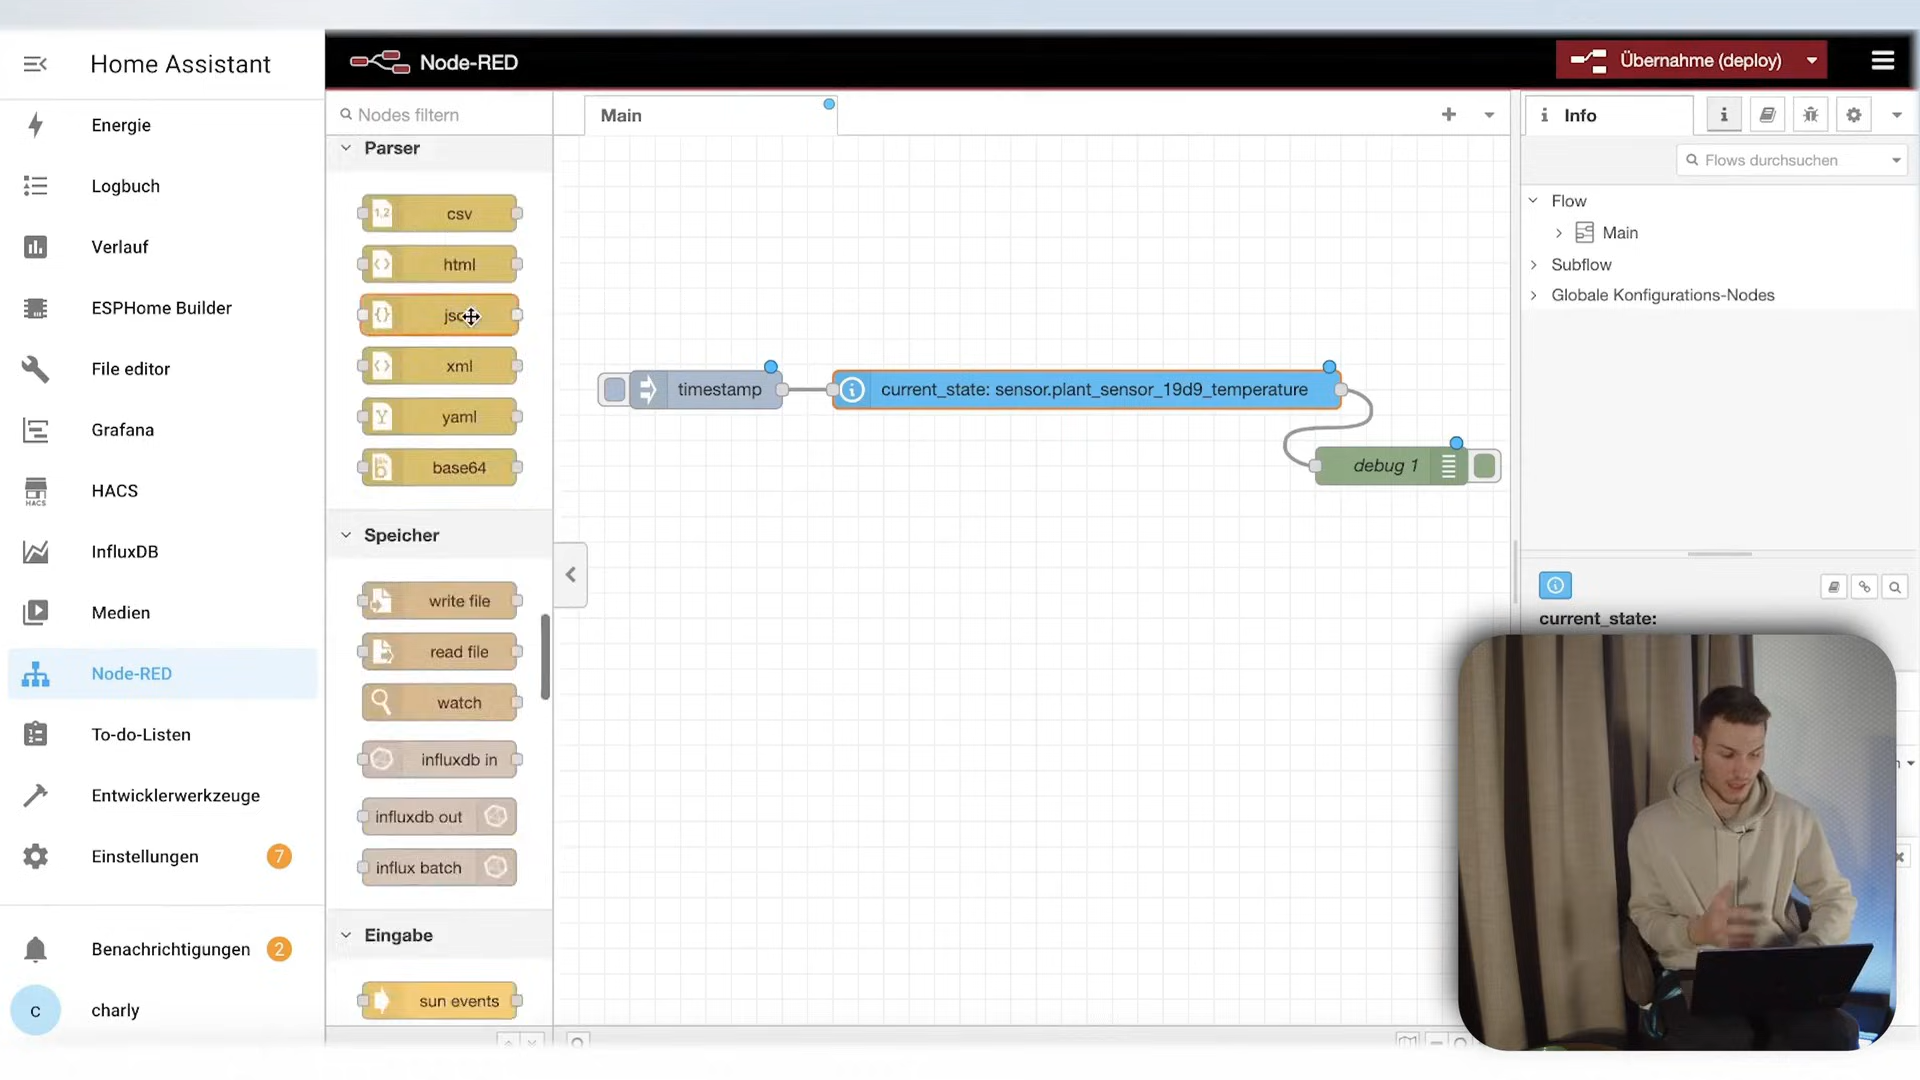 Home Assistant
Energie
Logbuch
Verlauf
ESPHome Builder
File editor
Grafana
HACS
HACS
InfluxDB
Medien
Node-RED
To-do-Listen
Entwicklerwerkzeuge
Einstellungen
7
Benachrichtigungen
2
C
charly
Node-RED
Übernahme (deploy)
Nodes filtern
Parser
1,2
csv
html
xml
yaml
base64
Speicher
write file
read file
watch
influxdb in
influxdb out
influx batch
Eingabe
sun events
Main
timestamp
current_state: sensor.plant_sensor_19d9_temperature
debug 1
i Info
i
Flows durchsuchen
Flow
Main
Subflow
Globale Konfigurations-Nodes
current_state: